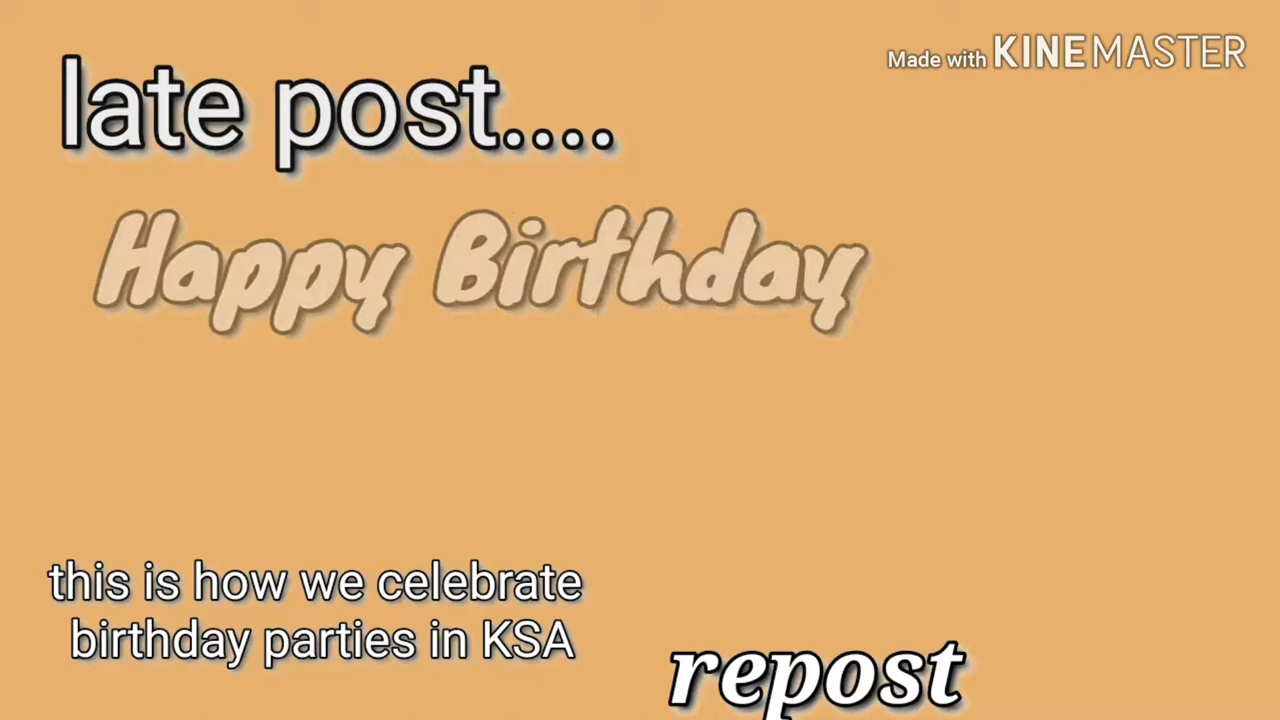 late post....
Made with KINEMASTER
Happy Birthday
this is how we celebrate
birthday parties in KSA
repost